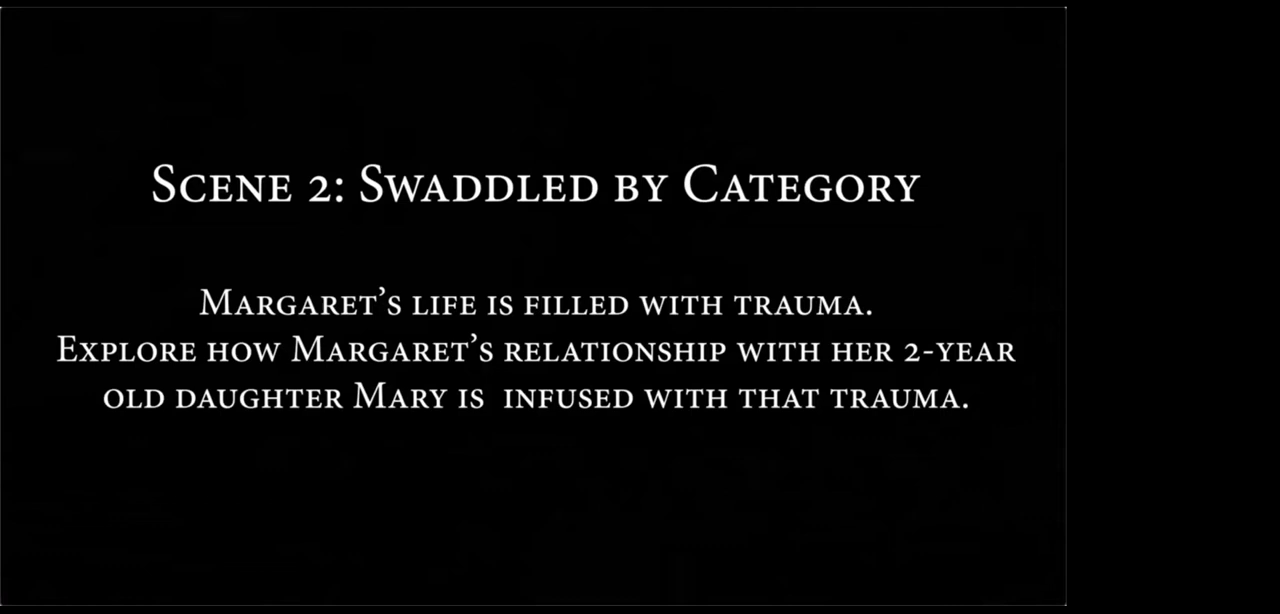 Scene 2: Swaddled by Category
Margaret’s life is filled with trauma.
Explore how Margaret’s relationship with her 2-year
old daughter Mary is  infused with that trauma.